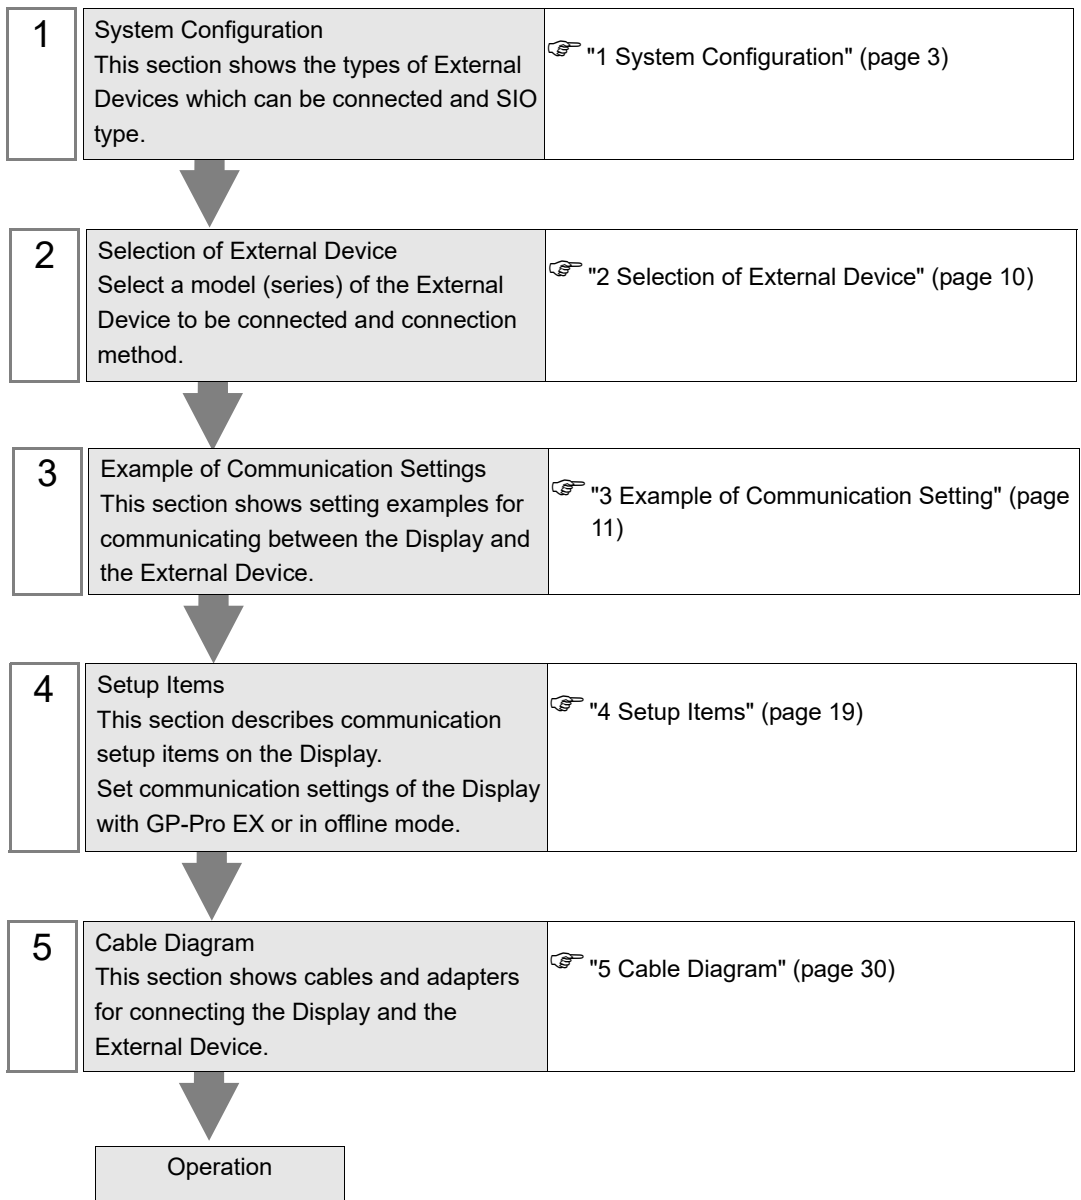 1
System Configuration
This section shows the types of External
Devices which can be connected and SIO
type.
"1 System Configuration" (page 3)
2
Selection of External Device
Select a model (series) of the External
Device to be connected and connection
method.
"2 Selection of External Device" (page 10)
3
Example of Communication Settings
This section shows setting examples for
communicating between the Display and
the External Device.
"3 Example of Communication Setting" (page
11)
4
Setup Items
This section describes communication
setup items on the Display.
Set communication settings of the Display
with GP-Pro EX or in offline mode.
"4 Setup Items" (page 19)
5
Cable Diagram
This section shows cables and adapters
for connecting the Display and the
External Device.
"5 Cable Diagram" (page 30)
Operation